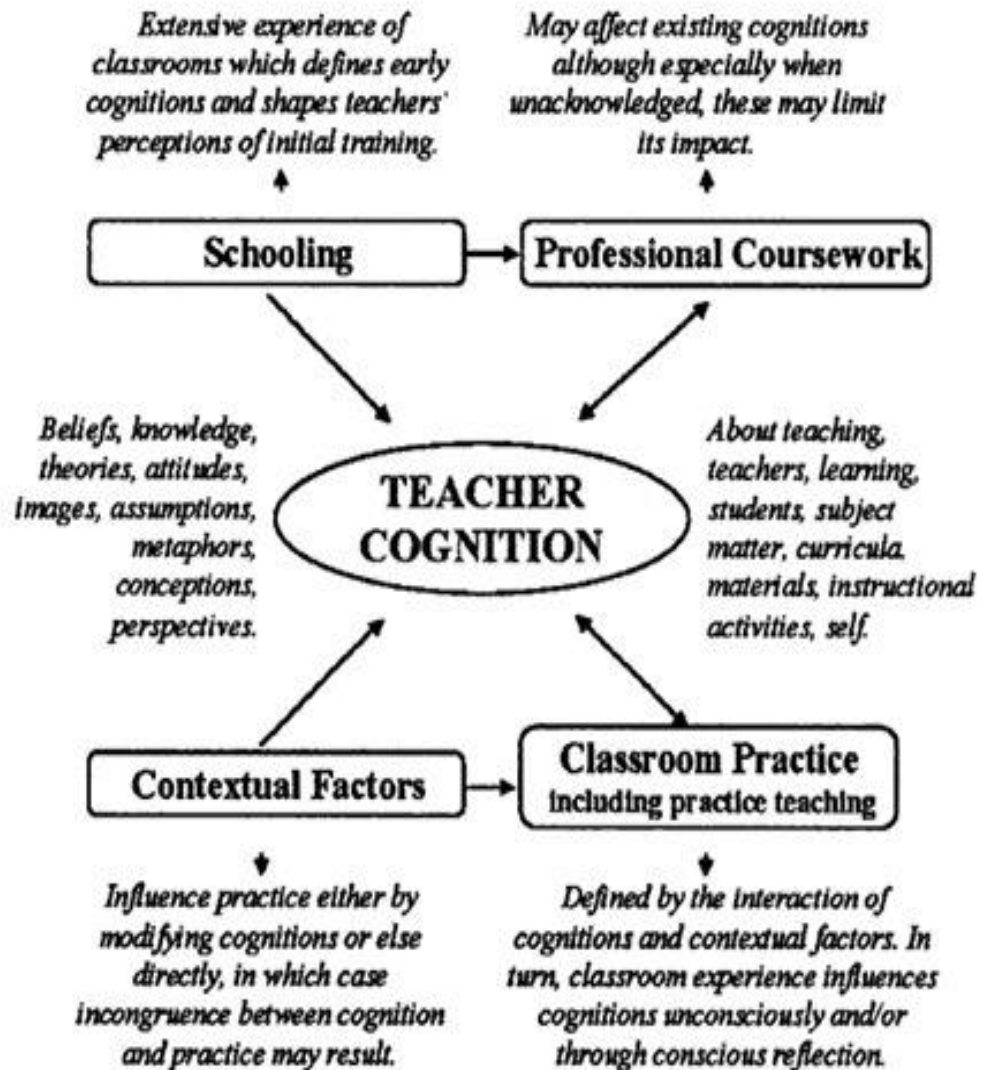 Extensive experience of
classrooms which defines early
cognitions and shapes teachers'
perceptions of initial training.
May affect existing cognitions
although especially when
unacknowledged, these may limit
its impact.
Schooling
Professional Coursework
Beliefs, knowledge,
theories, attitudes,
images, assumptions,
metaphors,
conceptions,
perspectives.
TEACHER
COGNITION
About teaching,
teachers, learning,
students, subject
matter, curricula.
materials, instructional
activities, self.
Contextual Factors
Classroom Practice
including practice teaching
Influence practice either by
modifying cognitions or else
directly, in which case
incongruence between cognition
and practice may result.
Defined by the interaction of
cognitions and contextual factors. In
turn, classroom experience influences
cognitions unconsciously and/or
through conscious reflection.